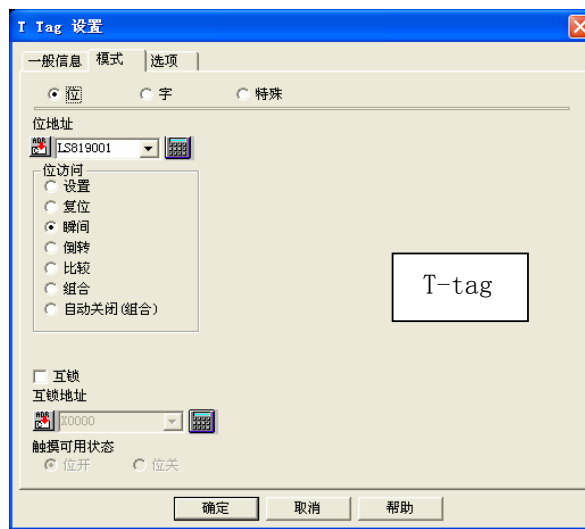 T Tag 设置
一般信息 模式 选项
位 字 特殊
位地址
LS819001
位访问
设置
复位
瞬间
倒转
比较
组合
自动关闭(组合)
T-tag
互锁
互锁地址
X0000
触摸可用状态
位开 位关
确定 取消 帮助